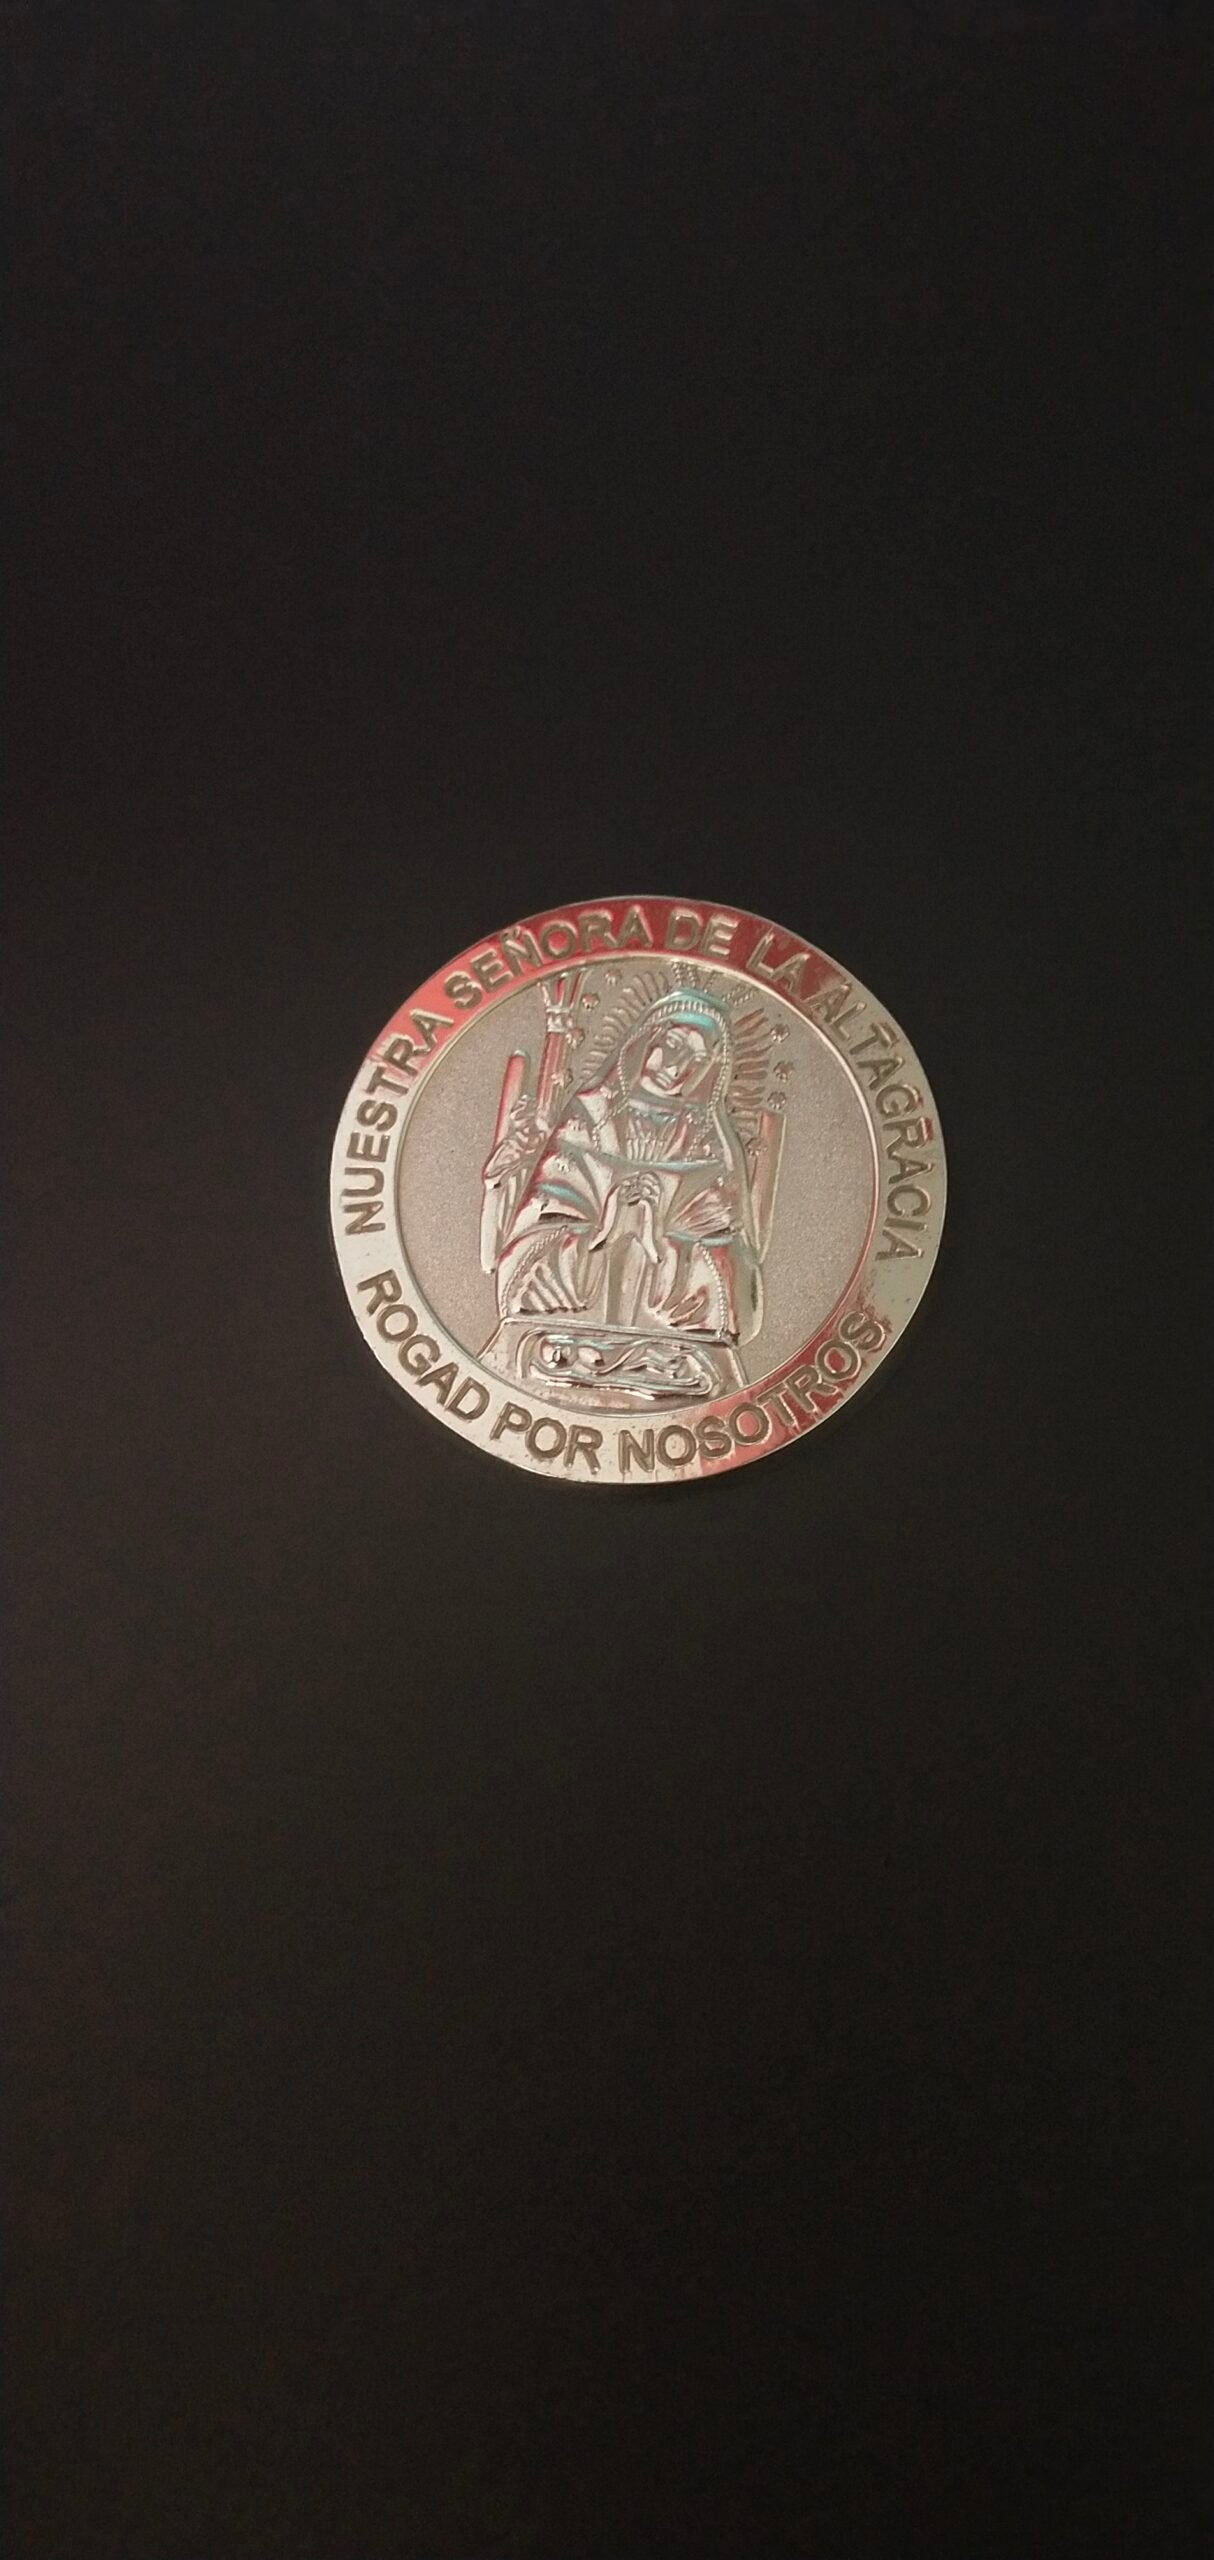 NUESTRA SEÑORA DE LA ALTAGRACIA
ROGAD POR NOSOTROS